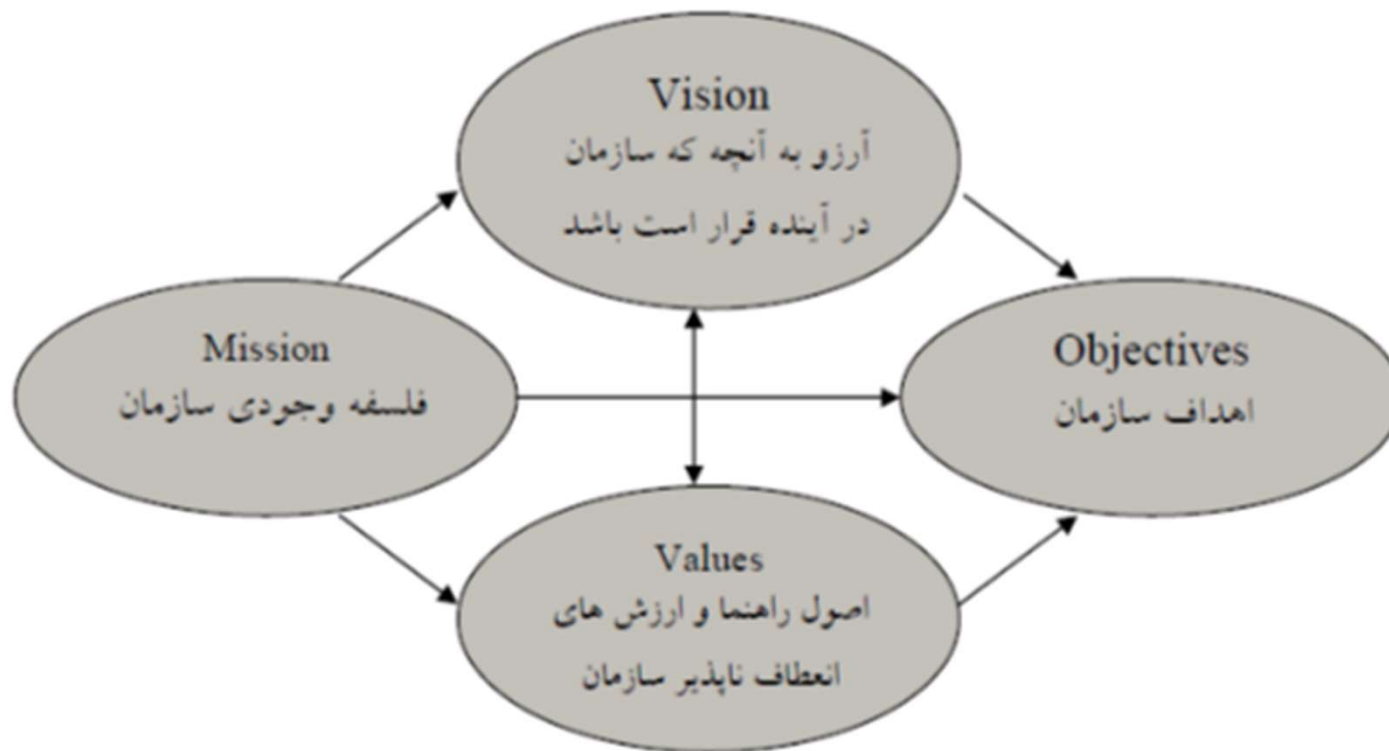 Vision
آرزو به آنچه که سازمان
در آینده قرار است باشد
Mission
فلسفه وجودی سازمان
Objectives
اهداف سازمان
Values
اصول راهنما و ارزش های
انعطاف ناپذیر سازمان